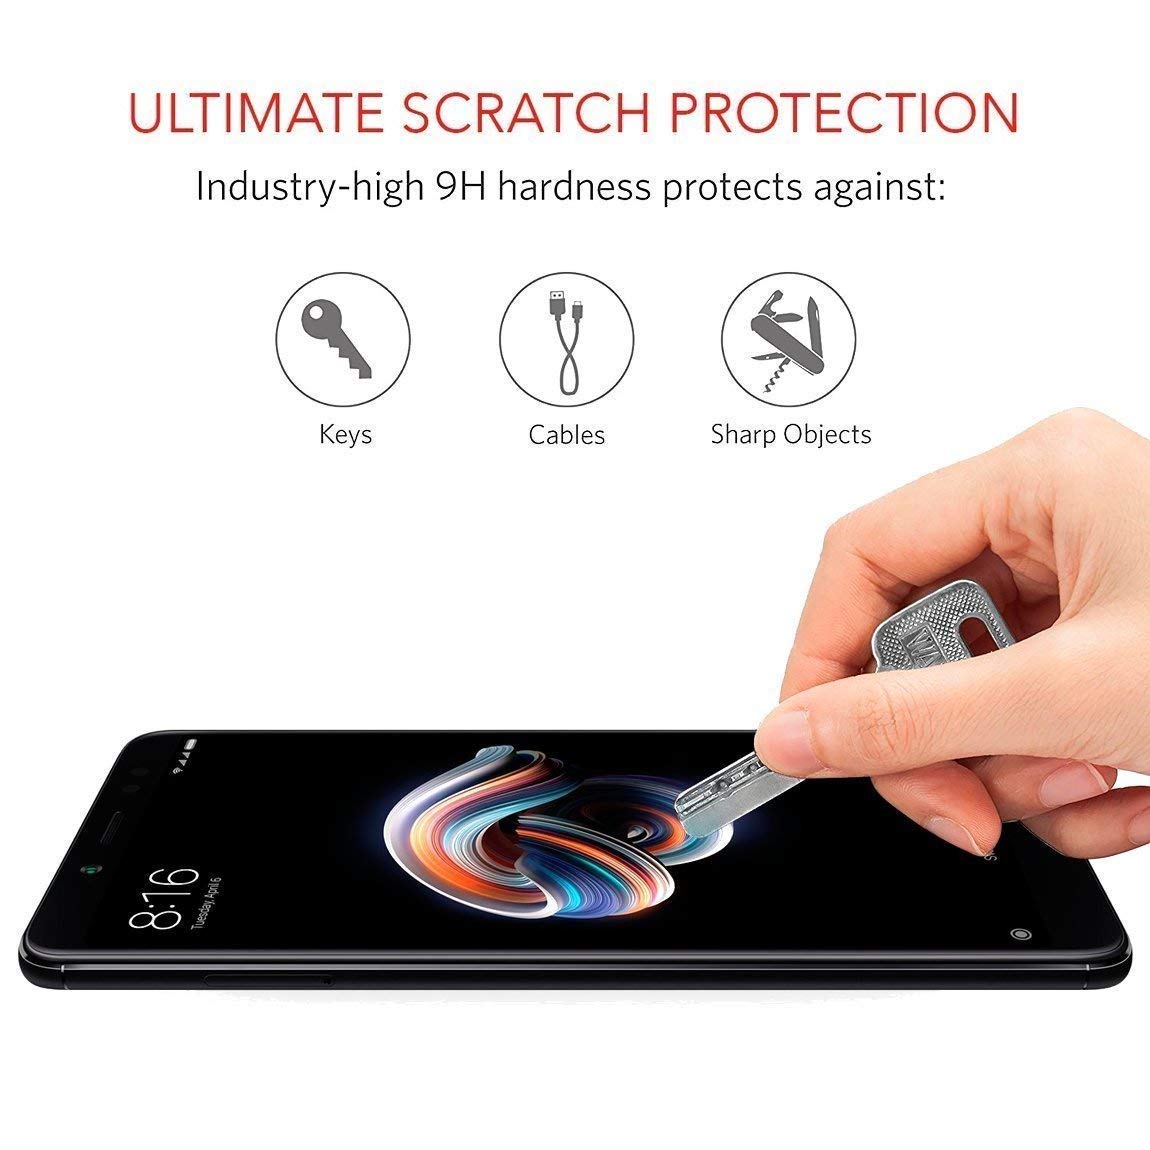 ULTIMATE SCRATCH PROTECTION
Industry-high 9H hardness protects against:
Keys
Cables
Sharp Objects
8:16
Tuesday, April 6